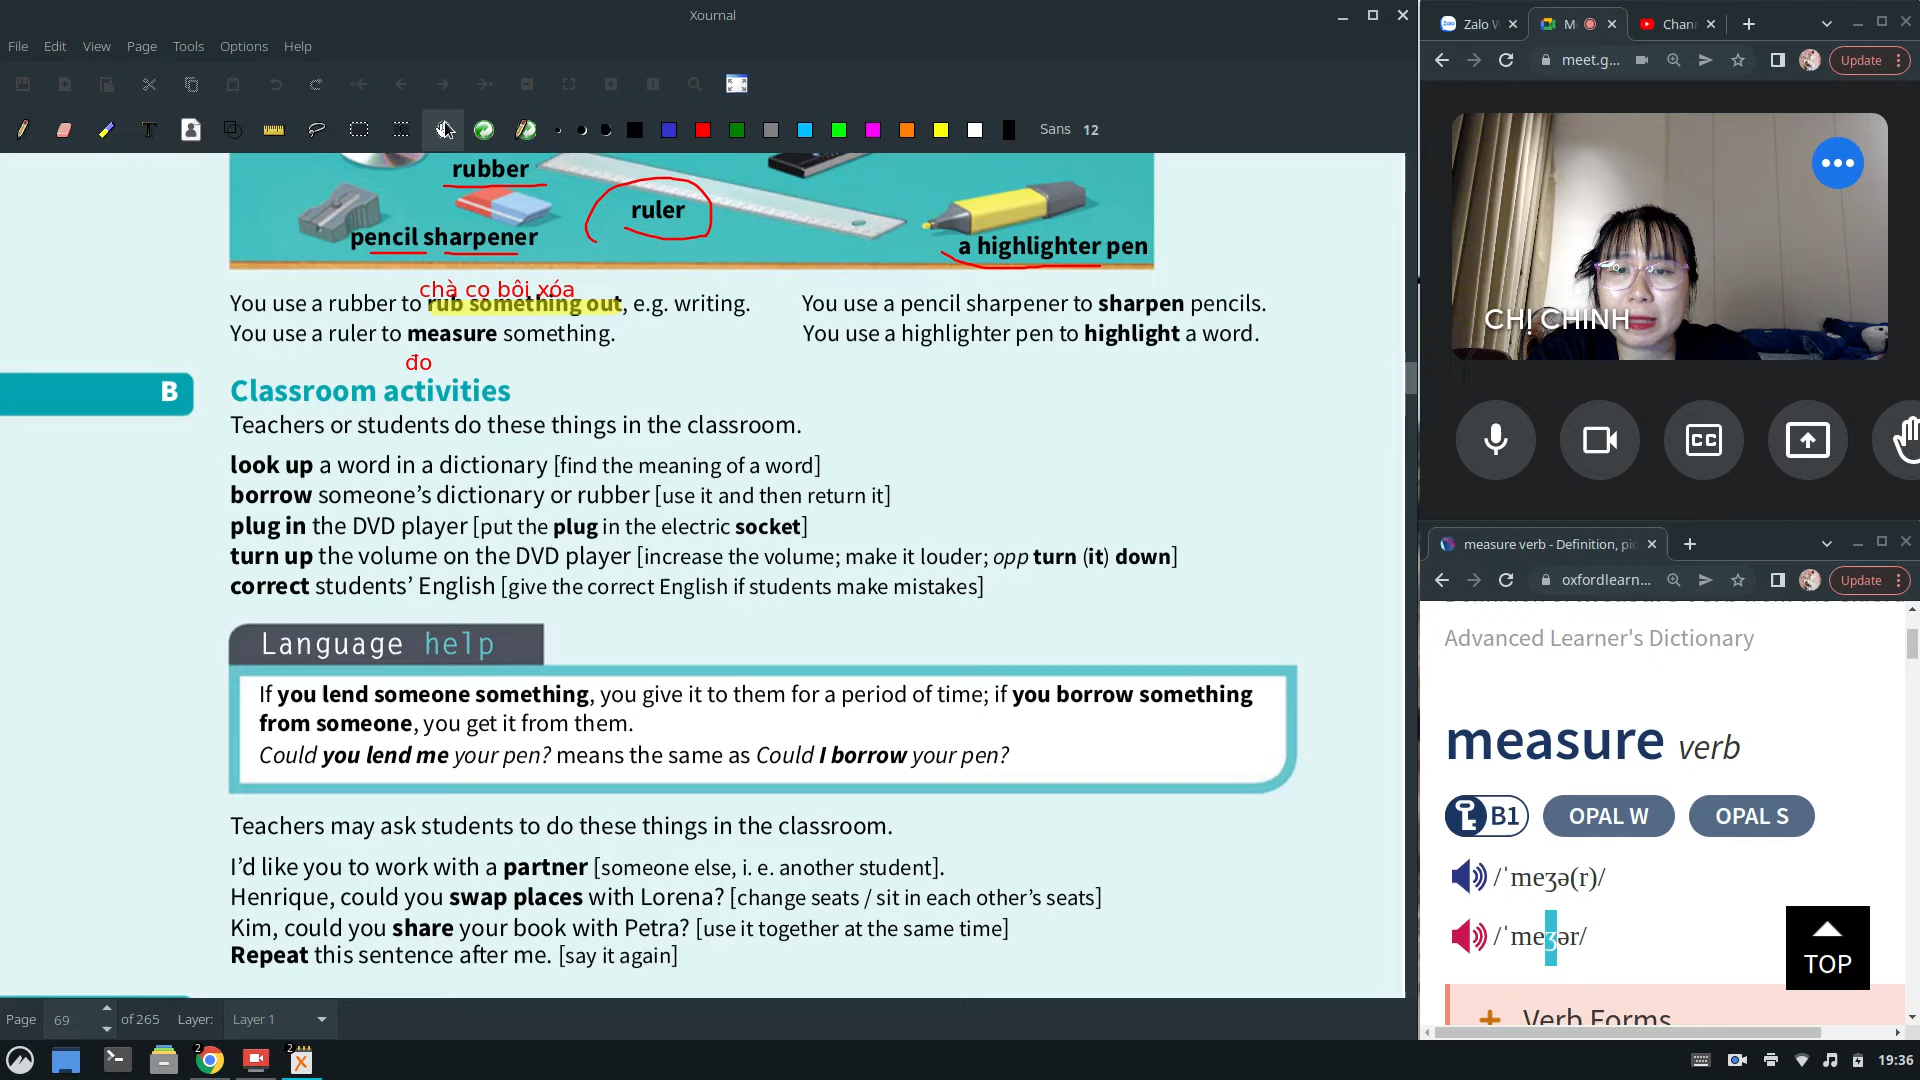 Xournal
File Edit View Page Tools Options Help
Sans 12
rubber
ruler
pencil sharpener
a highlighter pen
chà cọ bôi xóa
You use a rubber to rub something out, e.g. writing.
You use a ruler to measure something.
đo
You use a pencil sharpener to sharpen pencils.
You use a highlighter pen to highlight a word.
B
Classroom activities
Teachers or students do these things in the classroom.
look up a word in a dictionary [find the meaning of a word]
borrow someone’s dictionary or rubber [use it and then return it]
plug in the DVD player [put the plug in the electric socket]
turn up the volume on the DVD player [increase the volume; make it louder; opp turn (it) down]
correct students’ English [give the correct English if students make mistakes]
Language help
If you lend someone something, you give it to them for a period of time; if you borrow something
from someone, you get it from them.
Could you lend me your pen? means the same as Could I borrow your pen?
Teachers may ask students to do these things in the classroom.
I’d like you to work with a partner [someone else, i. e. another student].
Henrique, could you swap places with Lorena? [change seats / sit in each other’s seats]
Kim, could you share your book with Petra? [use it together at the same time]
Repeat this sentence after me. [say it again]
Page 69 of 265 Layer: Layer 1
Zalo W
M
Chan
meet.g...
Update
CHỊ CHINH
CC
measure verb - Definition, pic
oxfordlearn...
Update
Advanced Learner's Dictionary
measure verb
B1 OPAL W OPAL S
/ˈmeʒə(r)/
/ˈmeʒər/
TOP
Verb Forms
2
2
19:36